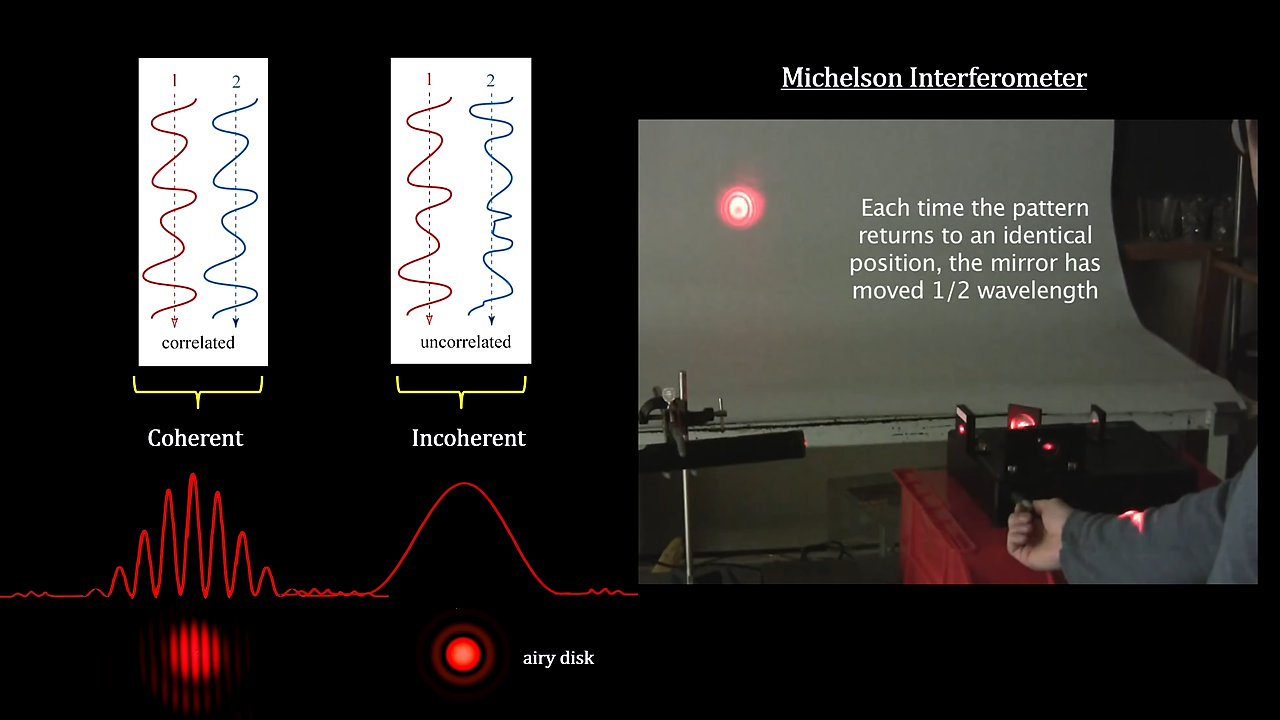 1 2
correlated
Coherent
1 2
uncorrelated
Incoherent
airy disk
Michelson Interferometer
Each time the pattern
returns to an identical
position, the mirror has
moved 1/2 wavelength